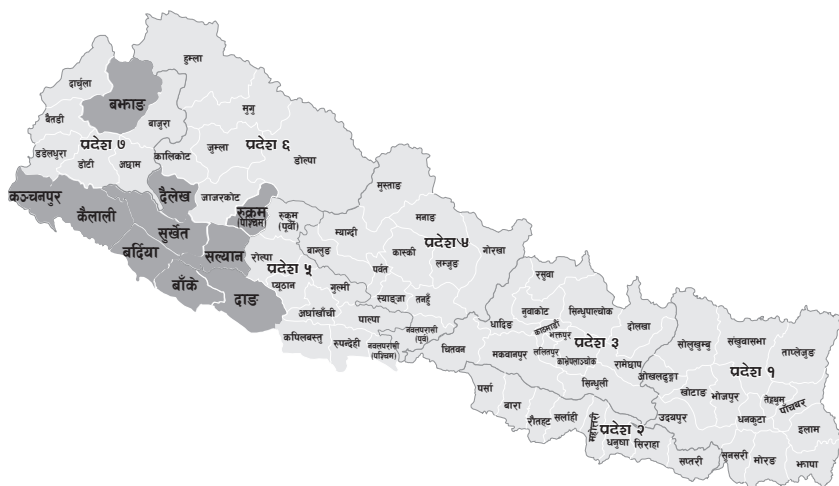 हुम्ला
दार्चुला
बझाङ
मुगु
बैतडी
बाजुरा
प्रदेश ७
प्रदेश ६
डडेलधुरा
डोटी
अछाम
कालिकोट
जुम्ला
डोल्पा
कञ्चनपुर
कैलाली
दैलेख
जाजरकोट
रुकुम
(पश्चिम)
रुकुम
(पूर्वी)
सुर्खेत
बर्दिया
सल्यान
रोल्पा
बाँके
दाङ
प्रदेश ५
प्यूठान
गुल्मी
अर्घाखाँची
पाल्पा
कपिलबस्तु
रुपन्देही
नवलपरासी
(पश्चिम)
मुस्ताङ
मनाङ
म्याग्दी
प्रदेश ४
बाग्लुङ
कास्की
गोरखा
लम्जुङ
पर्वत
स्याङ्जा
तनहुँ
नवलपरासी
(पूर्व)
चितवन
रसुवा
नुवाकोट
सिन्धुपाल्चोक
धादिङ
काठमाडौं
भक्तपुर
दोलखा
प्रदेश ३
ललितपुर
मकवानपुर
काभ्रेपलाञ्चोक
रामेछाप
सिन्धुली
पर्सा
बारा
रौतहट
सर्लाही
महोत्तरी
प्रदेश २
धनुषा
सिराहा
सप्तरी
सोलुखुम्बु
संखुवासभा
ताप्लेजुङ
प्रदेश १
ओखलढुङ्गा
खोटाङ
भोजपुर
तेह्रथुम
पाँचथर
उदयपुर
धनकुटा
इलाम
सुनसरी
मोरङ
झापा